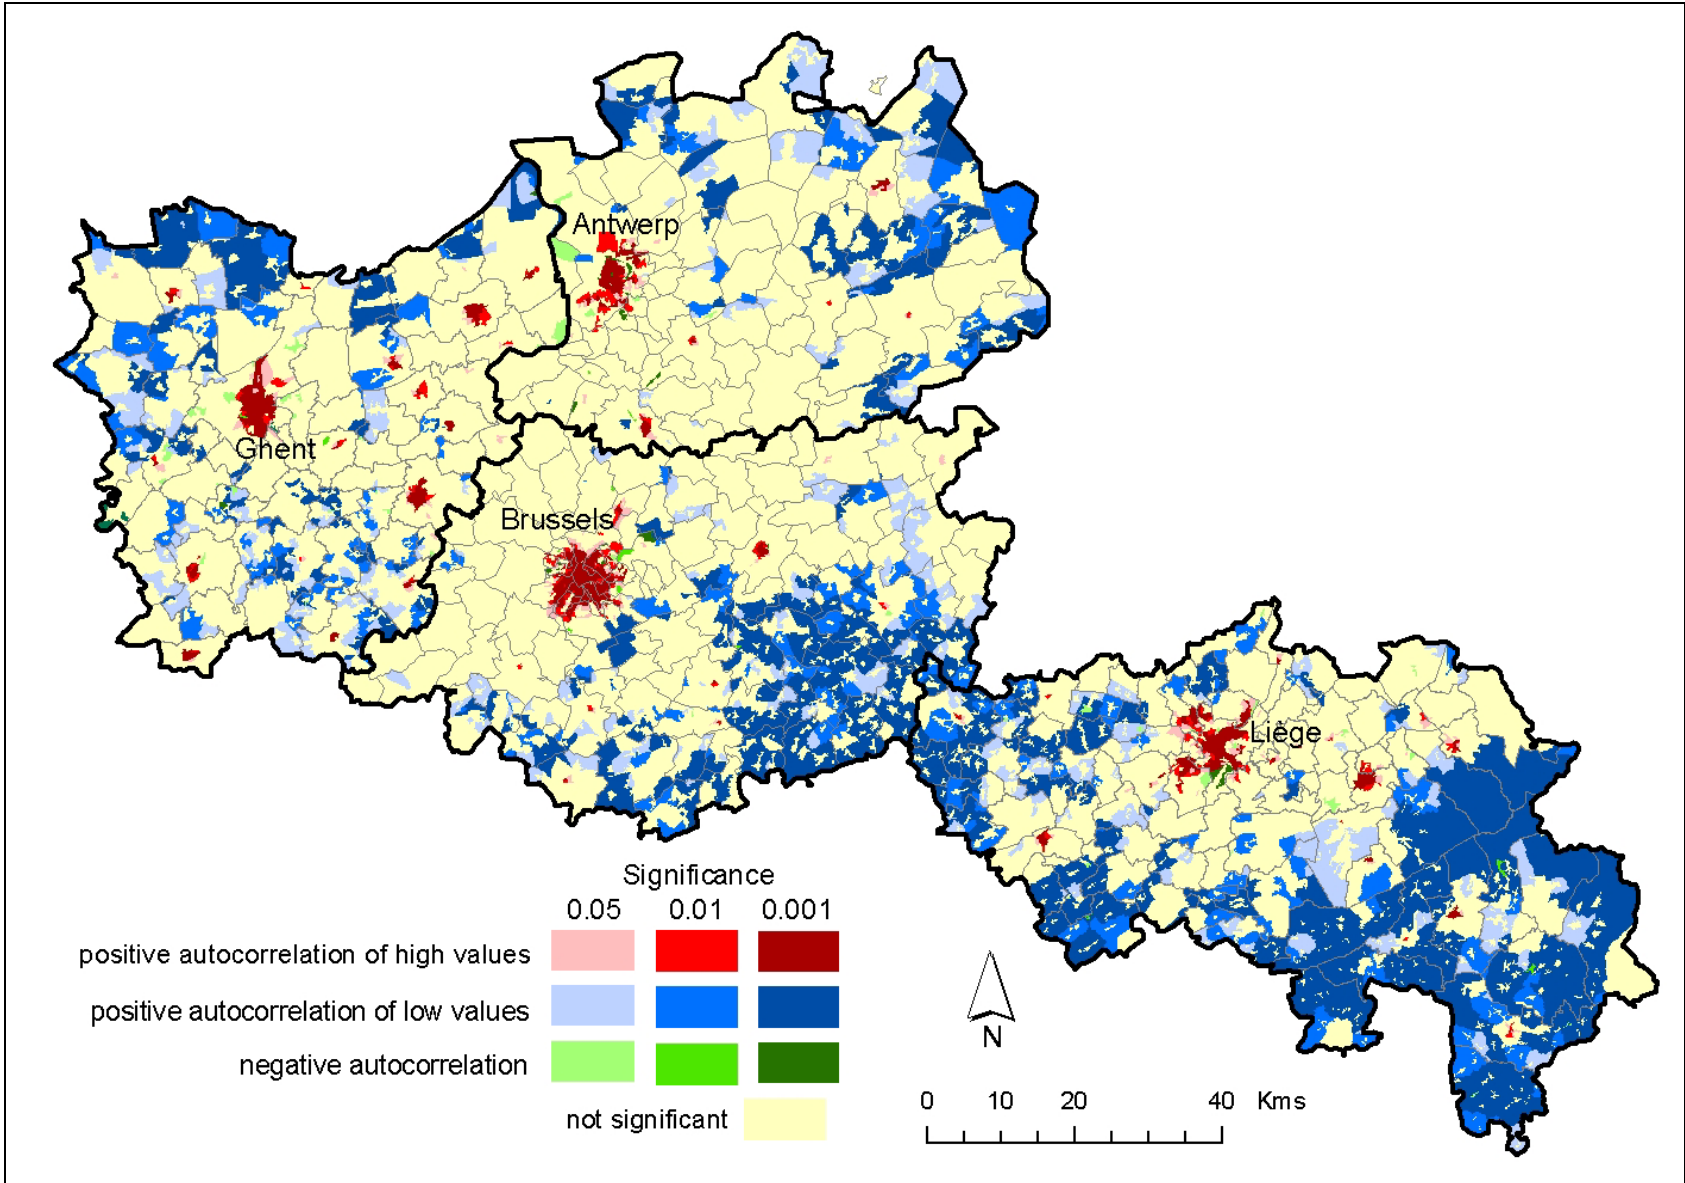 Antwerp
Ghent
Brussels
Liège
Significance
0.05 0.01 0.001
positive autocorrelation of high values
positive autocorrelation of low values
negative autocorrelation
not significant
N
0 10 20 40 Kms